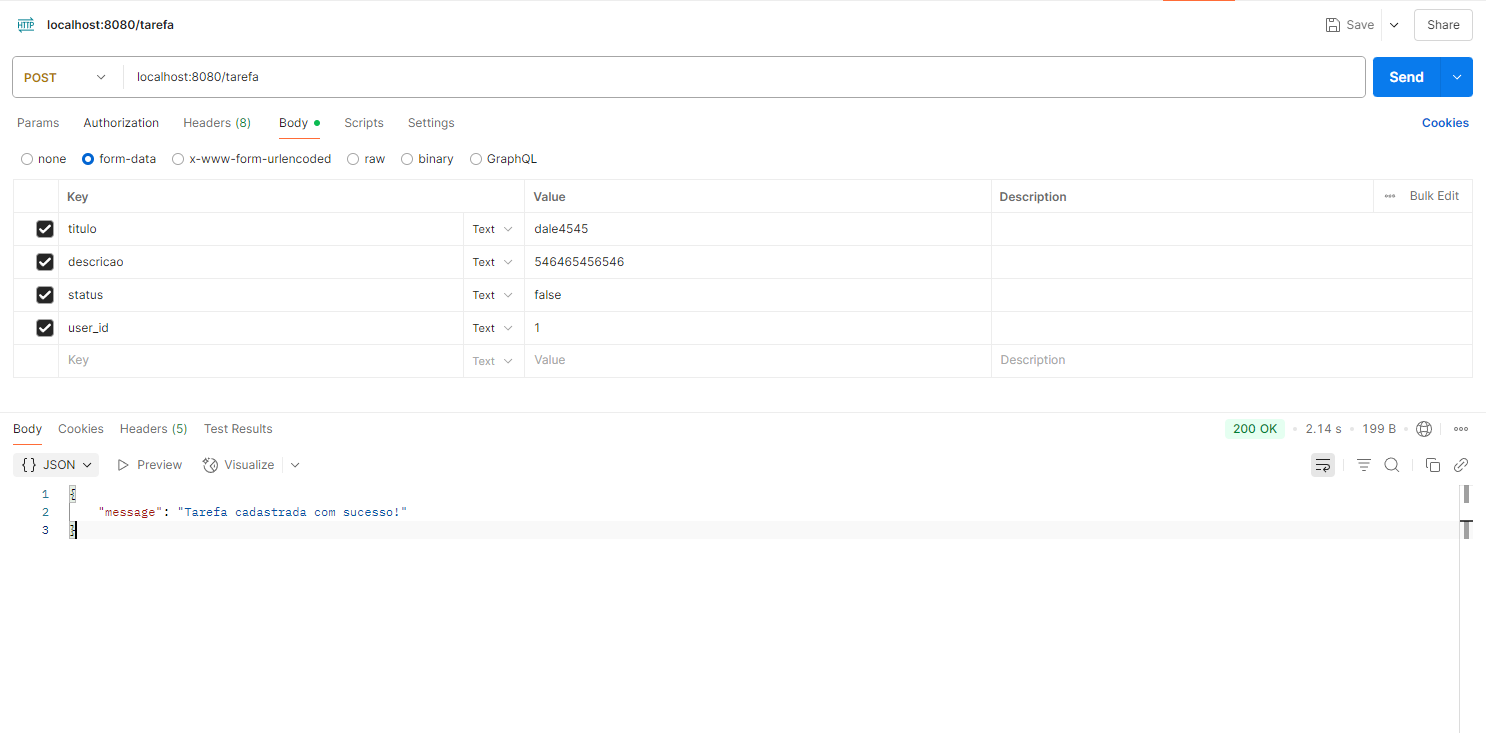 HTTP localhost:8080/tarefa Save Share
POST localhost:8080/tarefa Send
Params Authorization Headers (8) Body Scripts Settings Cookies
none form-data x-www-form-urlencoded raw binary GraphQL
Key Value Description Bulk Edit
titulo Text dale4545
descricao Text 546465456546
status Text false
user_id Text 1
Key Text Value Description
Body Cookies Headers (5) Test Results 200 OK 2.14 s 199 B
{} JSON Preview Visualize
1 {
2 "message": "Tarefa cadastrada com sucesso!"
3 }